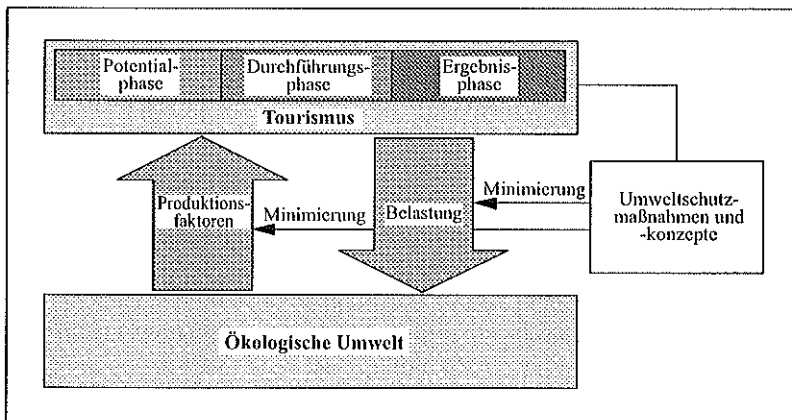 Potential-
phase
Durchführungs-
phase
Ergebnis-
phase
Tourismus
Produktions-
faktoren
Minimierung
Belastung
Minimierung
Umweltschutz-
maßnahmen und
-konzepte
Ökologische Umwelt